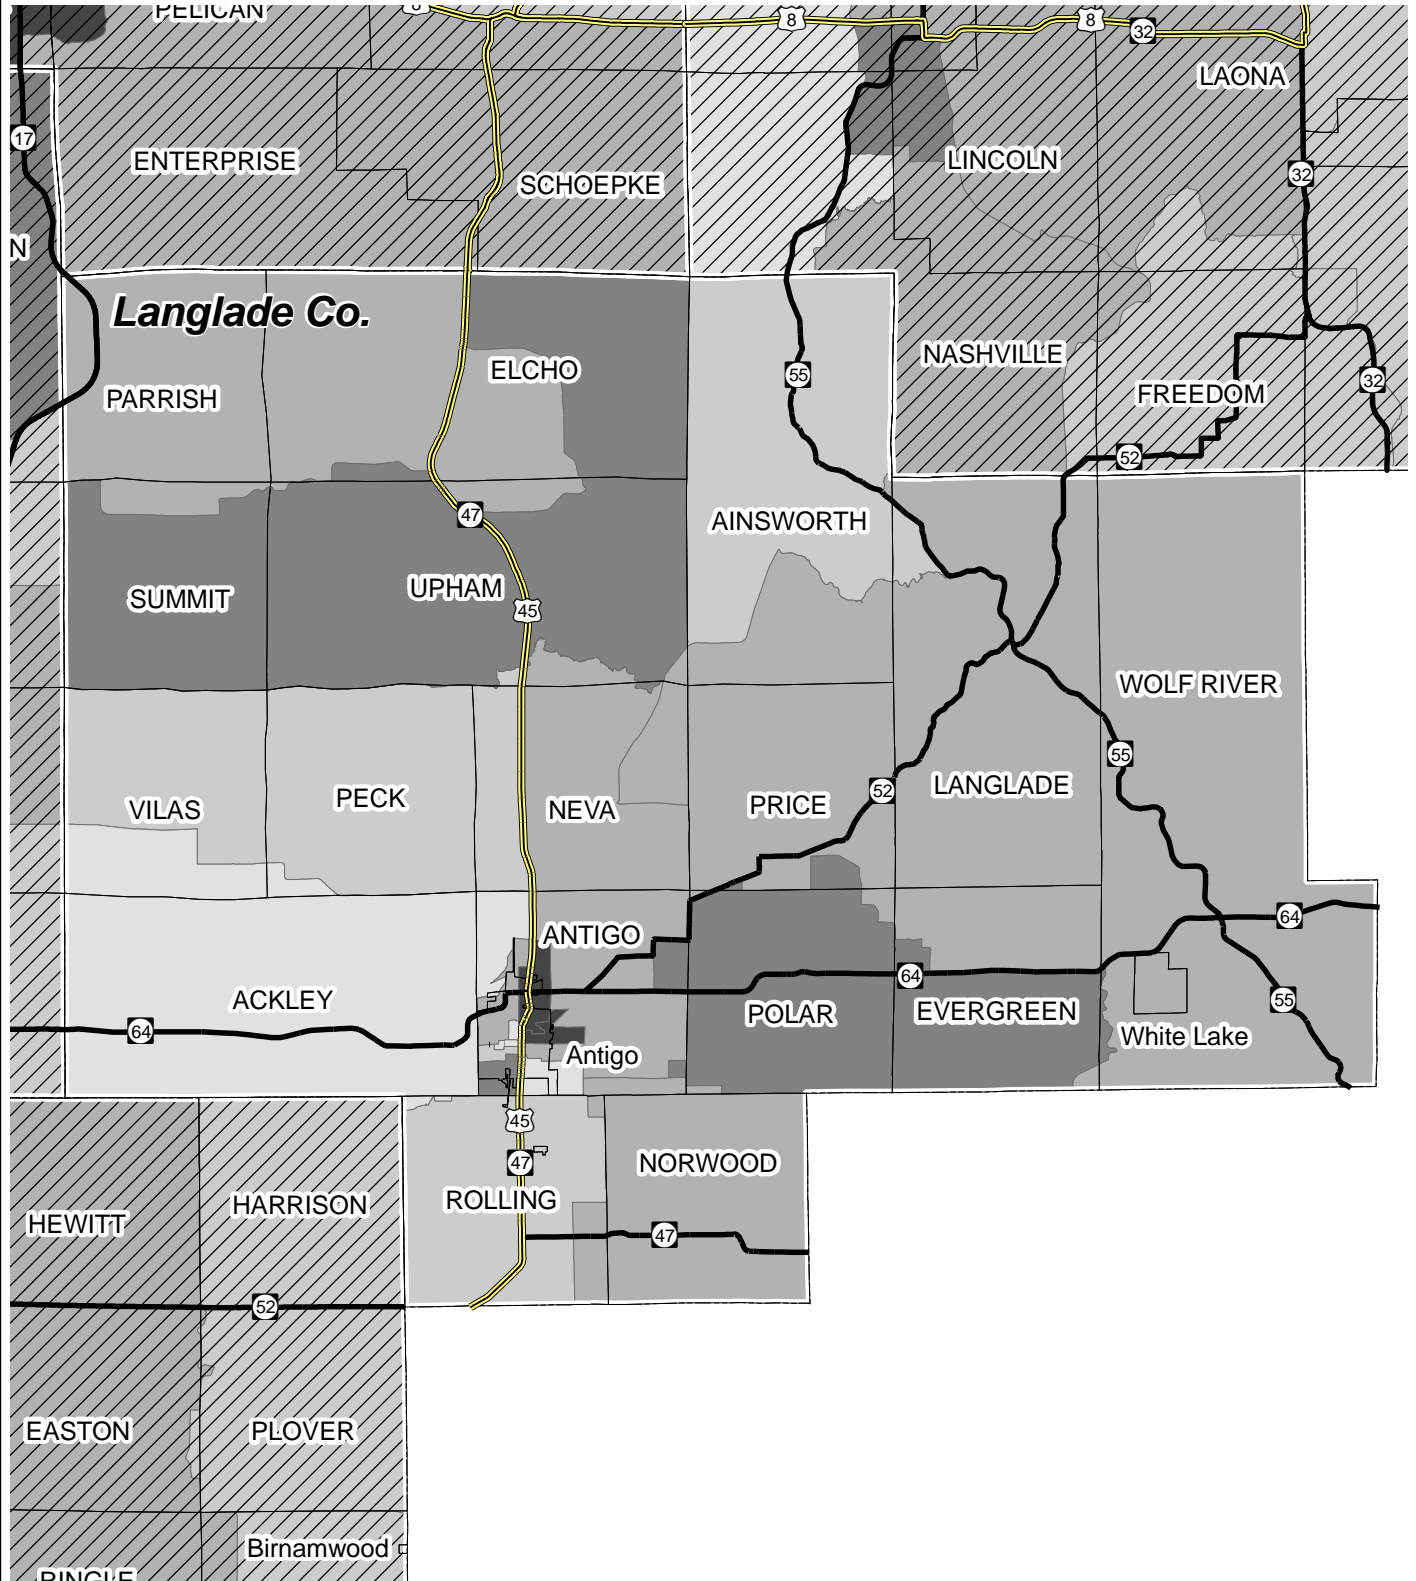 PELICAN
8
8
8
32
LAONA
17
ENTERPRISE
SCHOEPKE
LINCOLN
32
N
Langlade Co.
PARRISH
ELCHO
55
NASHVILLE
FREEDOM
32
52
47
AINSWORTH
SUMMIT
UPHAM
45
WOLF RIVER
55
VILAS
PECK
NEVA
PRICE
52
LANGLADE
ANTIGO
64
64
ACKLEY
64
POLAR
EVERGREEN
55
White Lake
Antigo
45
47
NORWOOD
ROLLING
47
HEWITT
HARRISON
52
EASTON
PLOVER
Birnamwood
RINGLE